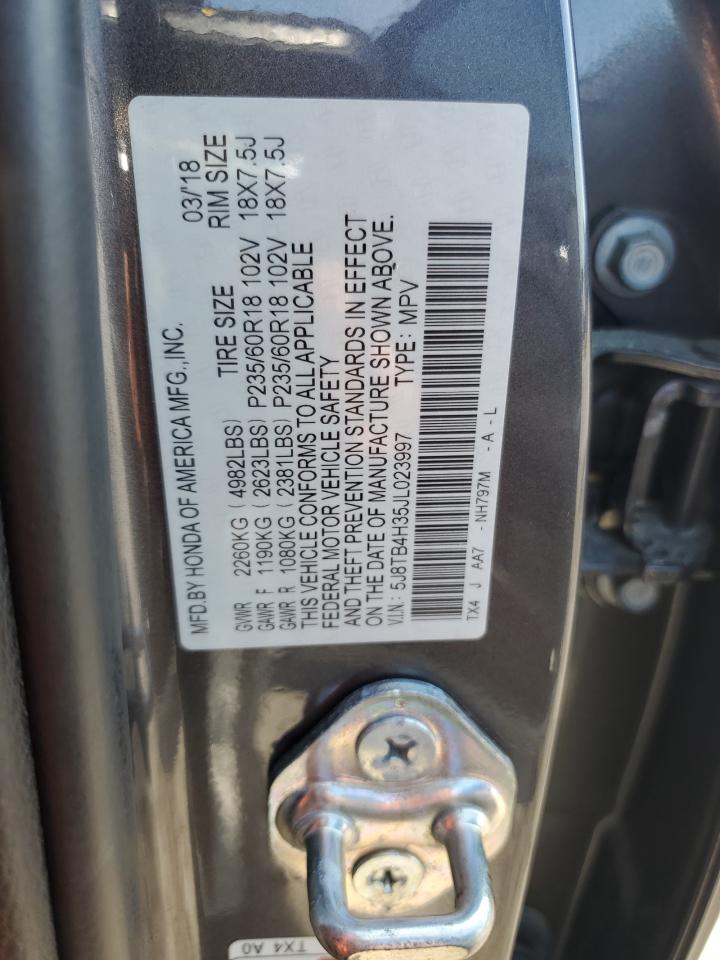 MFD.BY HONDA OF AMERICA MFG.,INC. 03/'18
GVWR 2260KG ( 4982LBS) TIRE SIZE RIM SIZE
GAWR F 1190KG ( 2623LBS) P235/60R18 102V 18X7.5J
GAWR R 1080KG ( 2381LBS) P235/60R18 102V 18X7.5J
THIS VEHICLE CONFORMS TO ALL APPLICABLE
FEDERAL MOTOR VEHICLE SAFETY
AND THEFT PREVENTION STANDARDS IN EFFECT
ON THE DATE OF MANUFACTURE SHOWN ABOVE.
V.I.N.: 5J8TB4H35JL023997 TYPE: MPV
TX4 J AA7 - NH797M - A - L
TX4 A0